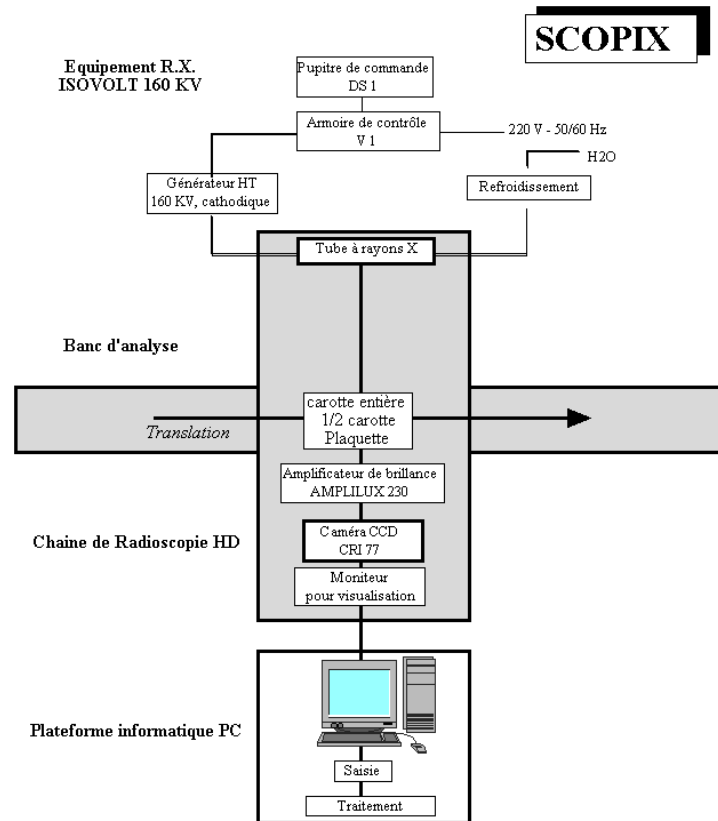 SCOPIX
Equipement R.X.
ISOVOLT 160 KV
Pupitre de commande
DS 1
Armoire de contrôle
V 1
220 V - 50/60 Hz
H2O
Générateur HT
160 KV, cathodique
Refroidissement
Tube à rayons X
Banc d'analyse
Translation
carotte entière
1/2 carotte
Plaquette
Amplificateur de brillance
AMPLILUX 230
Chaine de Radioscopie HD
Caméra CCD
CRI 77
Moniteur
pour visualisation
Plateforme informatique PC
Saisie
Traitement